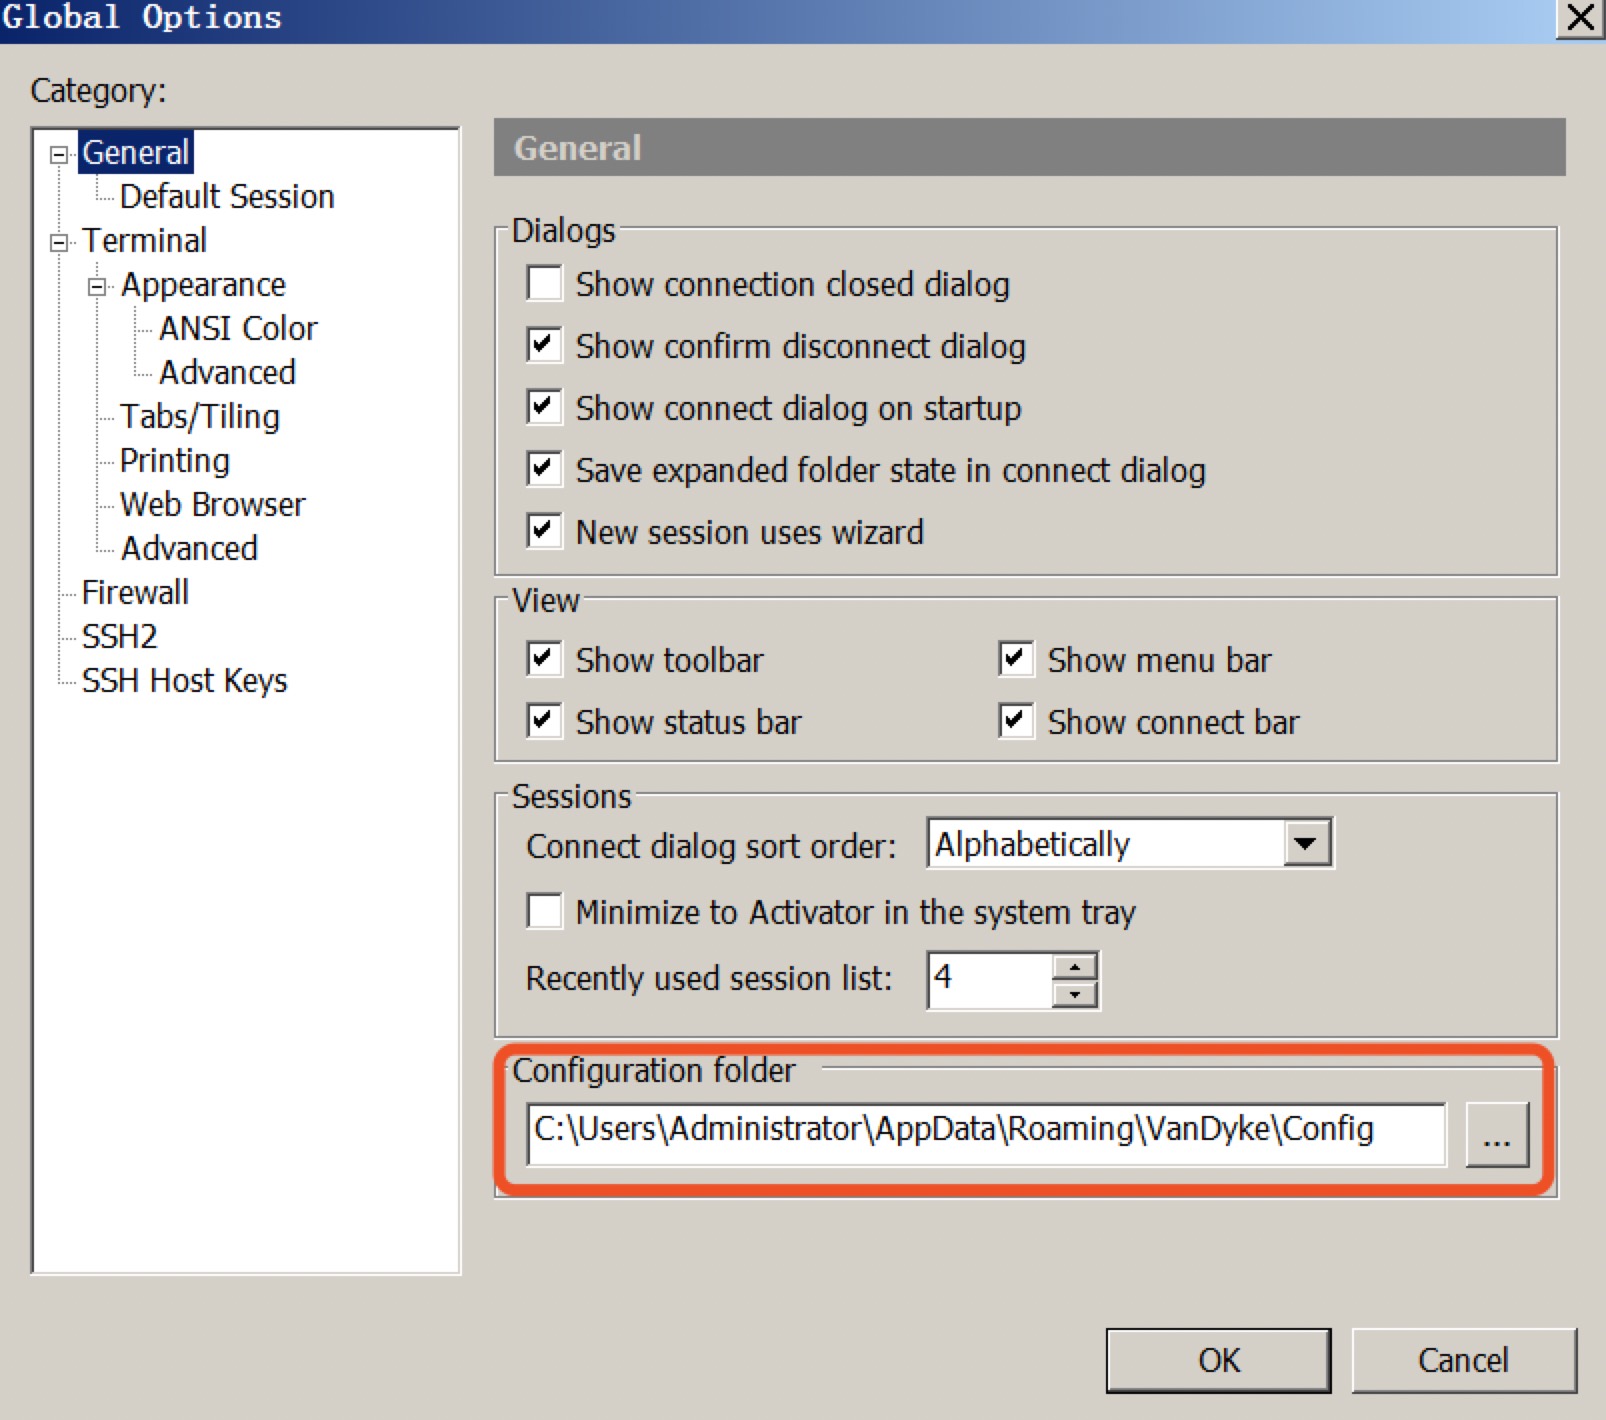 Global Options
Category:
General
Default Session
Terminal
Appearance
ANSI Color
Advanced
Tabs/Tiling
Printing
Web Browser
Advanced
Firewall
SSH2
SSH Host Keys
General
Dialogs
Show connection closed dialog
Show confirm disconnect dialog
Show connect dialog on startup
Save expanded folder state in connect dialog
New session uses wizard
View
Show toolbar
Show menu bar
Show status bar
Show connect bar
Sessions
Connect dialog sort order: Alphabetically
Minimize to Activator in the system tray
Recently used session list: 4
Configuration folder
C:\Users\Administrator\AppData\Roaming\VanDyke\Config ...
OK
Cancel